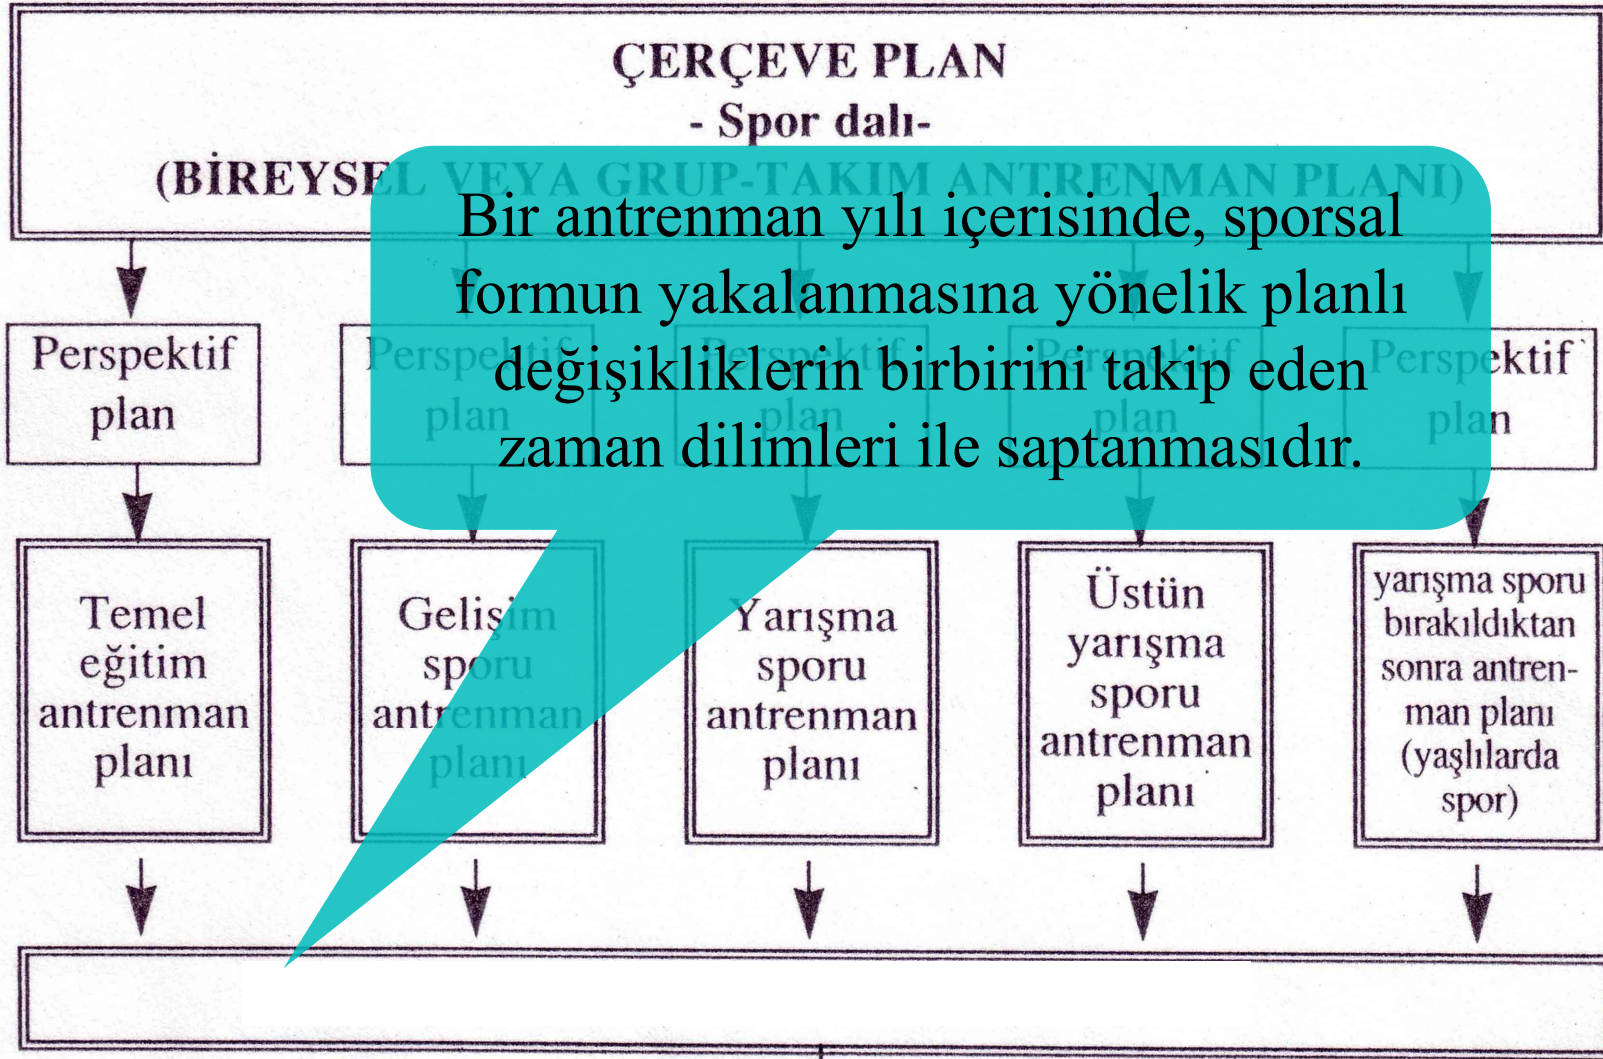 ÇERÇEVE PLAN
- Spor dalı-
(BİREYSEL VEYA GRUP-TAKIM ANTRENMAN PLANI)
Bir antrenman yılı içerisinde, sporsal
formun yakalanmasına yönelik planlı
değişikliklerin birbirini takip eden
zaman dilimleri ile saptanmasıdır.
Perspektif
plan
Perspektif
plan
Perspektif
plan
Perspektif
plan
Perspektif
plan
Temel
eğitim
antrenman
planı
Gelişim
sporu
antrenman
planı
Yarışma
sporu
antrenman
planı
Üstün
yarışma
sporu
antrenman
planı
yarışma sporu
bırakıldıktan
sonra antren-
man planı
(yaşlılarda
spor)